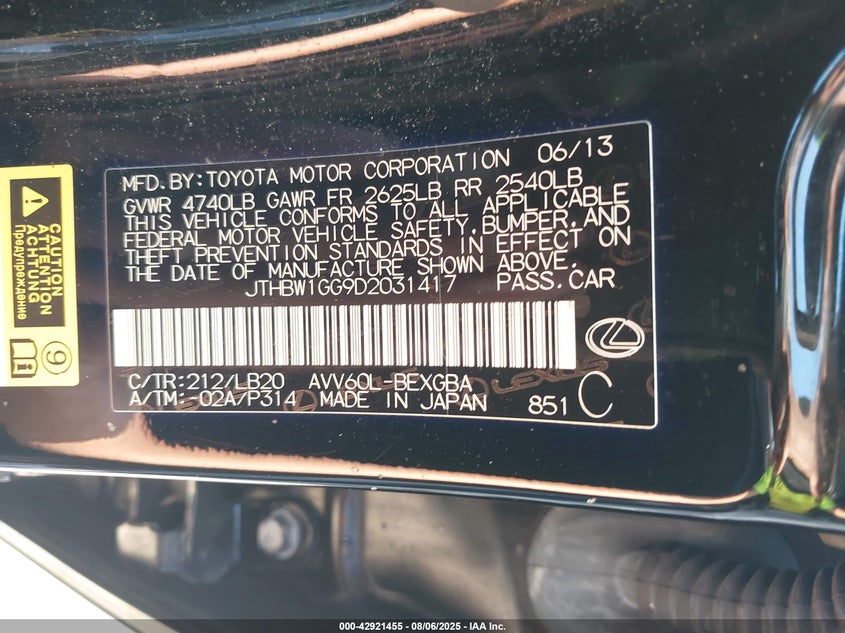 MFD.BY:TOYOTA MOTOR CORPORATION 06/13
GVWR 4740LB GAWR FR 2625LB RR 2540LB
THIS VEHICLE CONFORMS TO ALL APPLICABLE
FEDERAL MOTOR VEHICLE SAFETY,BUMPER,AND
THEFT PREVENTION STANDARDS IN EFFECT ON
THE DATE OF MANUFACTURE SHOWN ABOVE.
JTHBW1GG9D2031417 PASS.CAR
C/TR:212/LB20 AVV60L-BEXGBA
A/TM:-02A/P314 MADE IN JAPAN 851 C
CAUTION
ATTENTION
ACHTUNG
Предупреждение
9
LEXUS
000-42921455 - 08/06/2025 - IAA Inc.